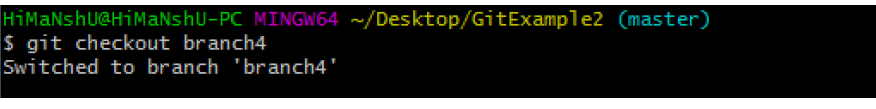 HiMaNshU@HiMaNshU-PC MINGW64 ~/Desktop/GitExample2 (master)
$ git checkout branch4
Switched to branch 'branch4'